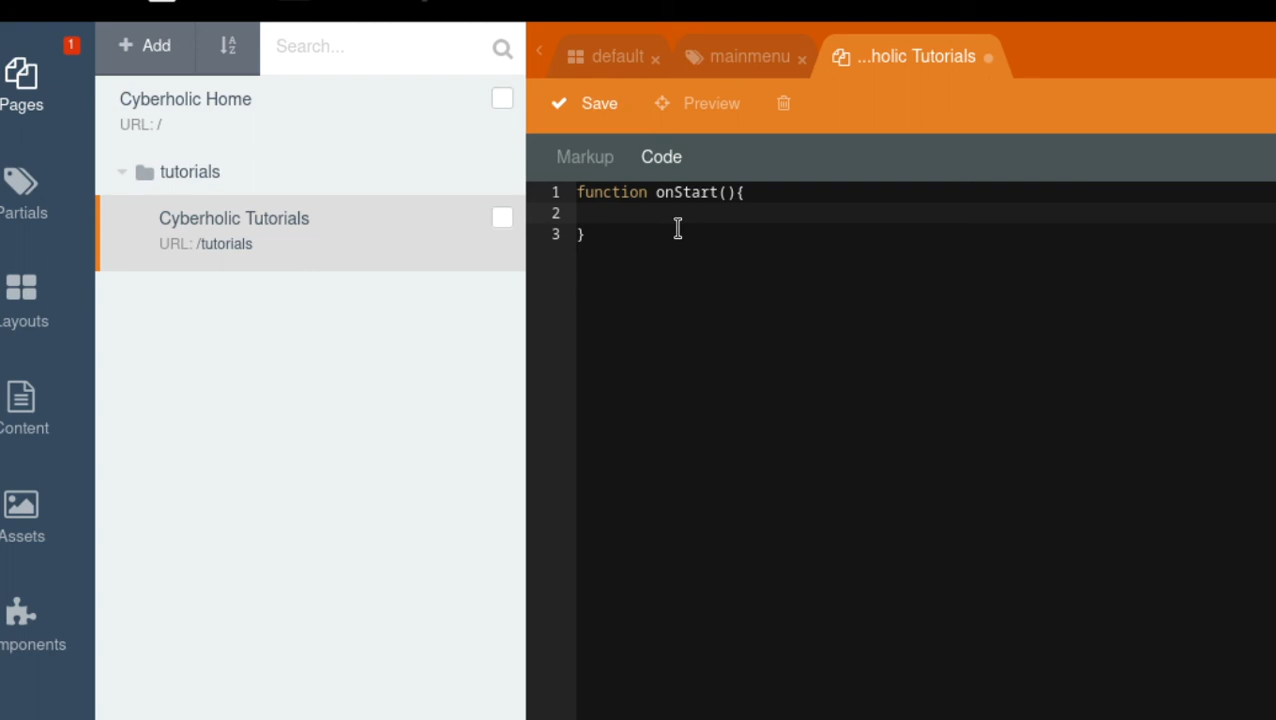 1
Pages
Partials
Layouts
Content
Assets
mponents
Add
Search...
Cyberholic Home
URL: /
tutorials
Cyberholic Tutorials
URL: /tutorials
default
mainmenu
...holic Tutorials
Save
Preview
Markup
Code
1 function onStart(){
2
3 }